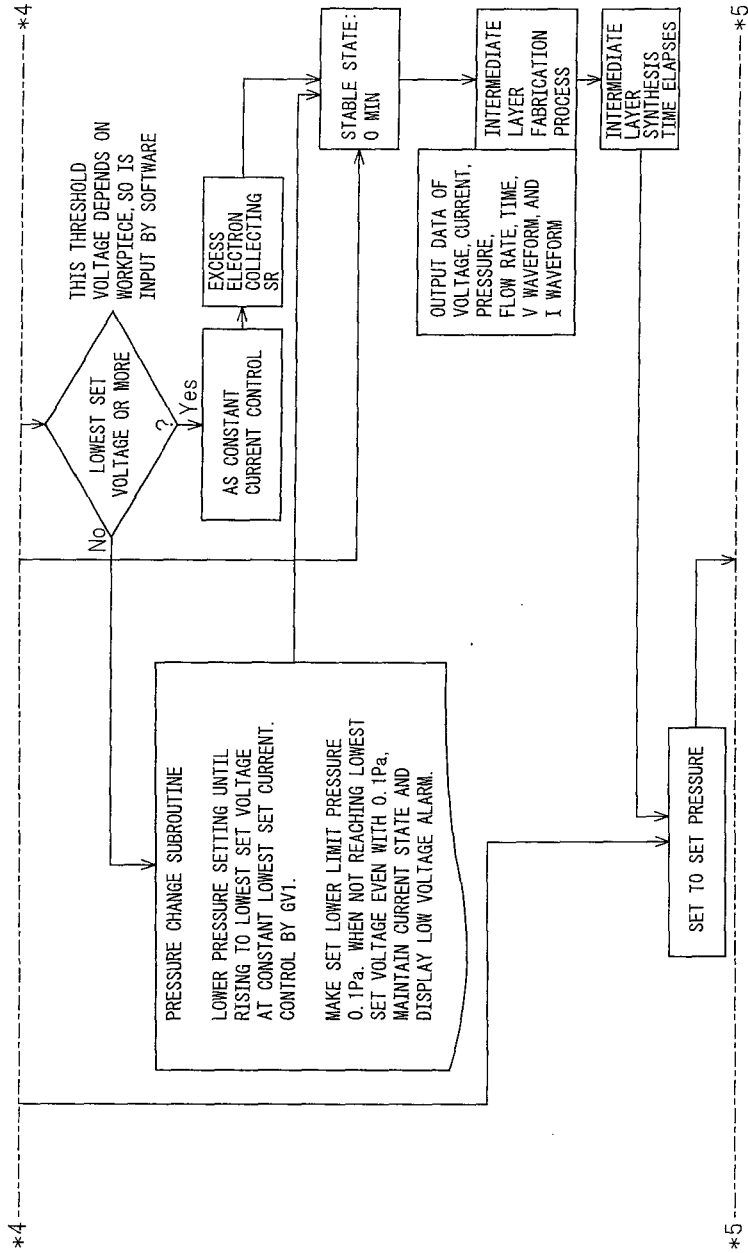 *4
*4
THIS THRESHOLD
VOLTAGE DEPENDS ON
WORKPIECE, SO IS
INPUT BY SOFTWARE
LOWEST SET
VOLTAGE OR MORE
?
No
Yes
AS CONSTANT
CURRENT CONTROL
EXCESS
ELECTRON
COLLECTING
SR
PRESSURE CHANGE SUBROUTINE
LOWER PRESSURE SETTING UNTIL
RISING TO LOWEST SET VOLTAGE
AT CONSTANT LOWEST SET CURRENT.
CONTROL BY GV1.
MAKE SET LOWER LIMIT PRESSURE
0.1Pa. WHEN NOT REACHING LOWEST
SET VOLTAGE EVEN WITH 0.1Pa,
MAINTAIN CURRENT STATE AND
DISPLAY LOW VOLTAGE ALARM.
STABLE STATE:
0 MIN
OUTPUT DATA OF
VOLTAGE, CURRENT,
PRESSURE,
FLOW RATE, TIME,
V WAVEFORM, AND
I WAVEFORM
INTERMEDIATE
LAYER
FABRICATION
PROCESS
INTERMEDIATE
LAYER
SYNTHESIS
TIME ELAPSES
SET TO SET PRESSURE
*5
*5